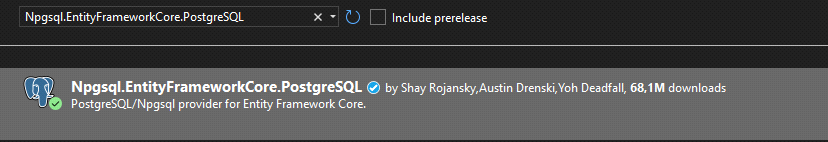 Npgsql.EntityFrameworkCore.PostgreSQL
Include prerelease
Npgsql.EntityFrameworkCore.PostgreSQL by Shay Rojansky,Austin Drenski,Yoh Deadfall, 68,1M downloads
PostgreSQL/Npgsql provider for Entity Framework Core.